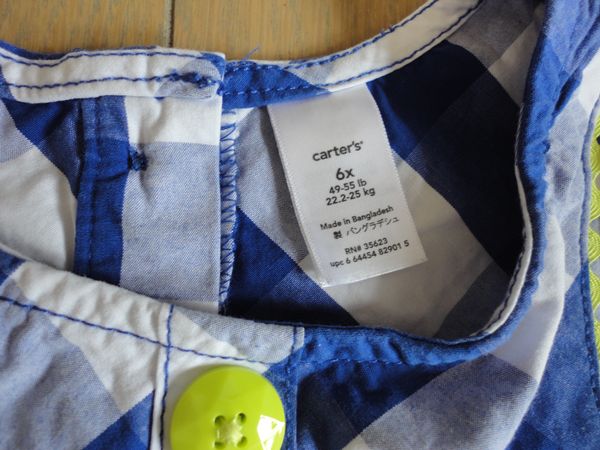 carter's®
6x
49-55 lb
22.2-25 kg
Made in Bangladesh
製 バングラデシュ
RN# 35623
upc 6 64454 82901 5